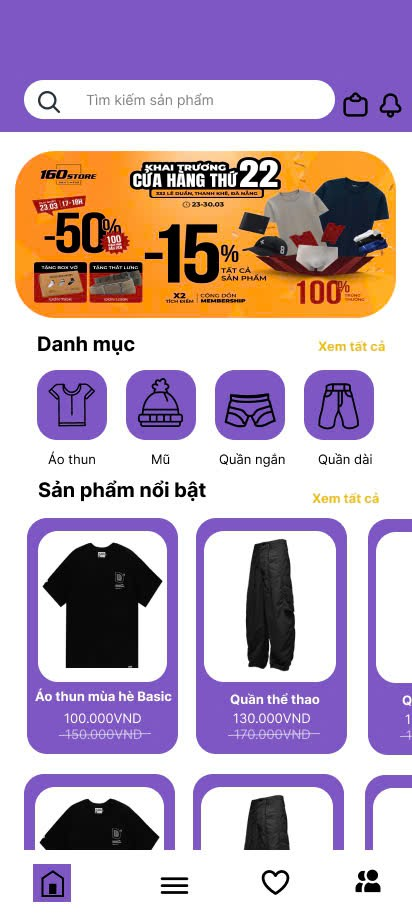 Tìm kiếm sản phẩm
160STORE
KHAI TRƯƠNG
CỬA HÀNG THỨ 22
332 LÊ DUẨN, THANH KHÊ, ĐÀ NẴNG
23-30.03
23.03 17-18H
-50%
100
-15%
TẤT CẢ
SẢN PHẨM
TẶNG BOX VỚ
TẶNG THẮT LƯNG
X2
TÍCH ĐIỂM
CỘNG DỒN
MEMBERSHIP
100%
TRÚNG
THƯỞNG
Danh mục
Xem tất cả
Áo thun
Mũ
Quần ngắn
Quần dài
Sản phẩm nổi bật
Xem tất cả
Áo thun mùa hè Basic
Quần thể thao
Q
100.000VND
130.000VND
1
150.000VND
170.000VND
1